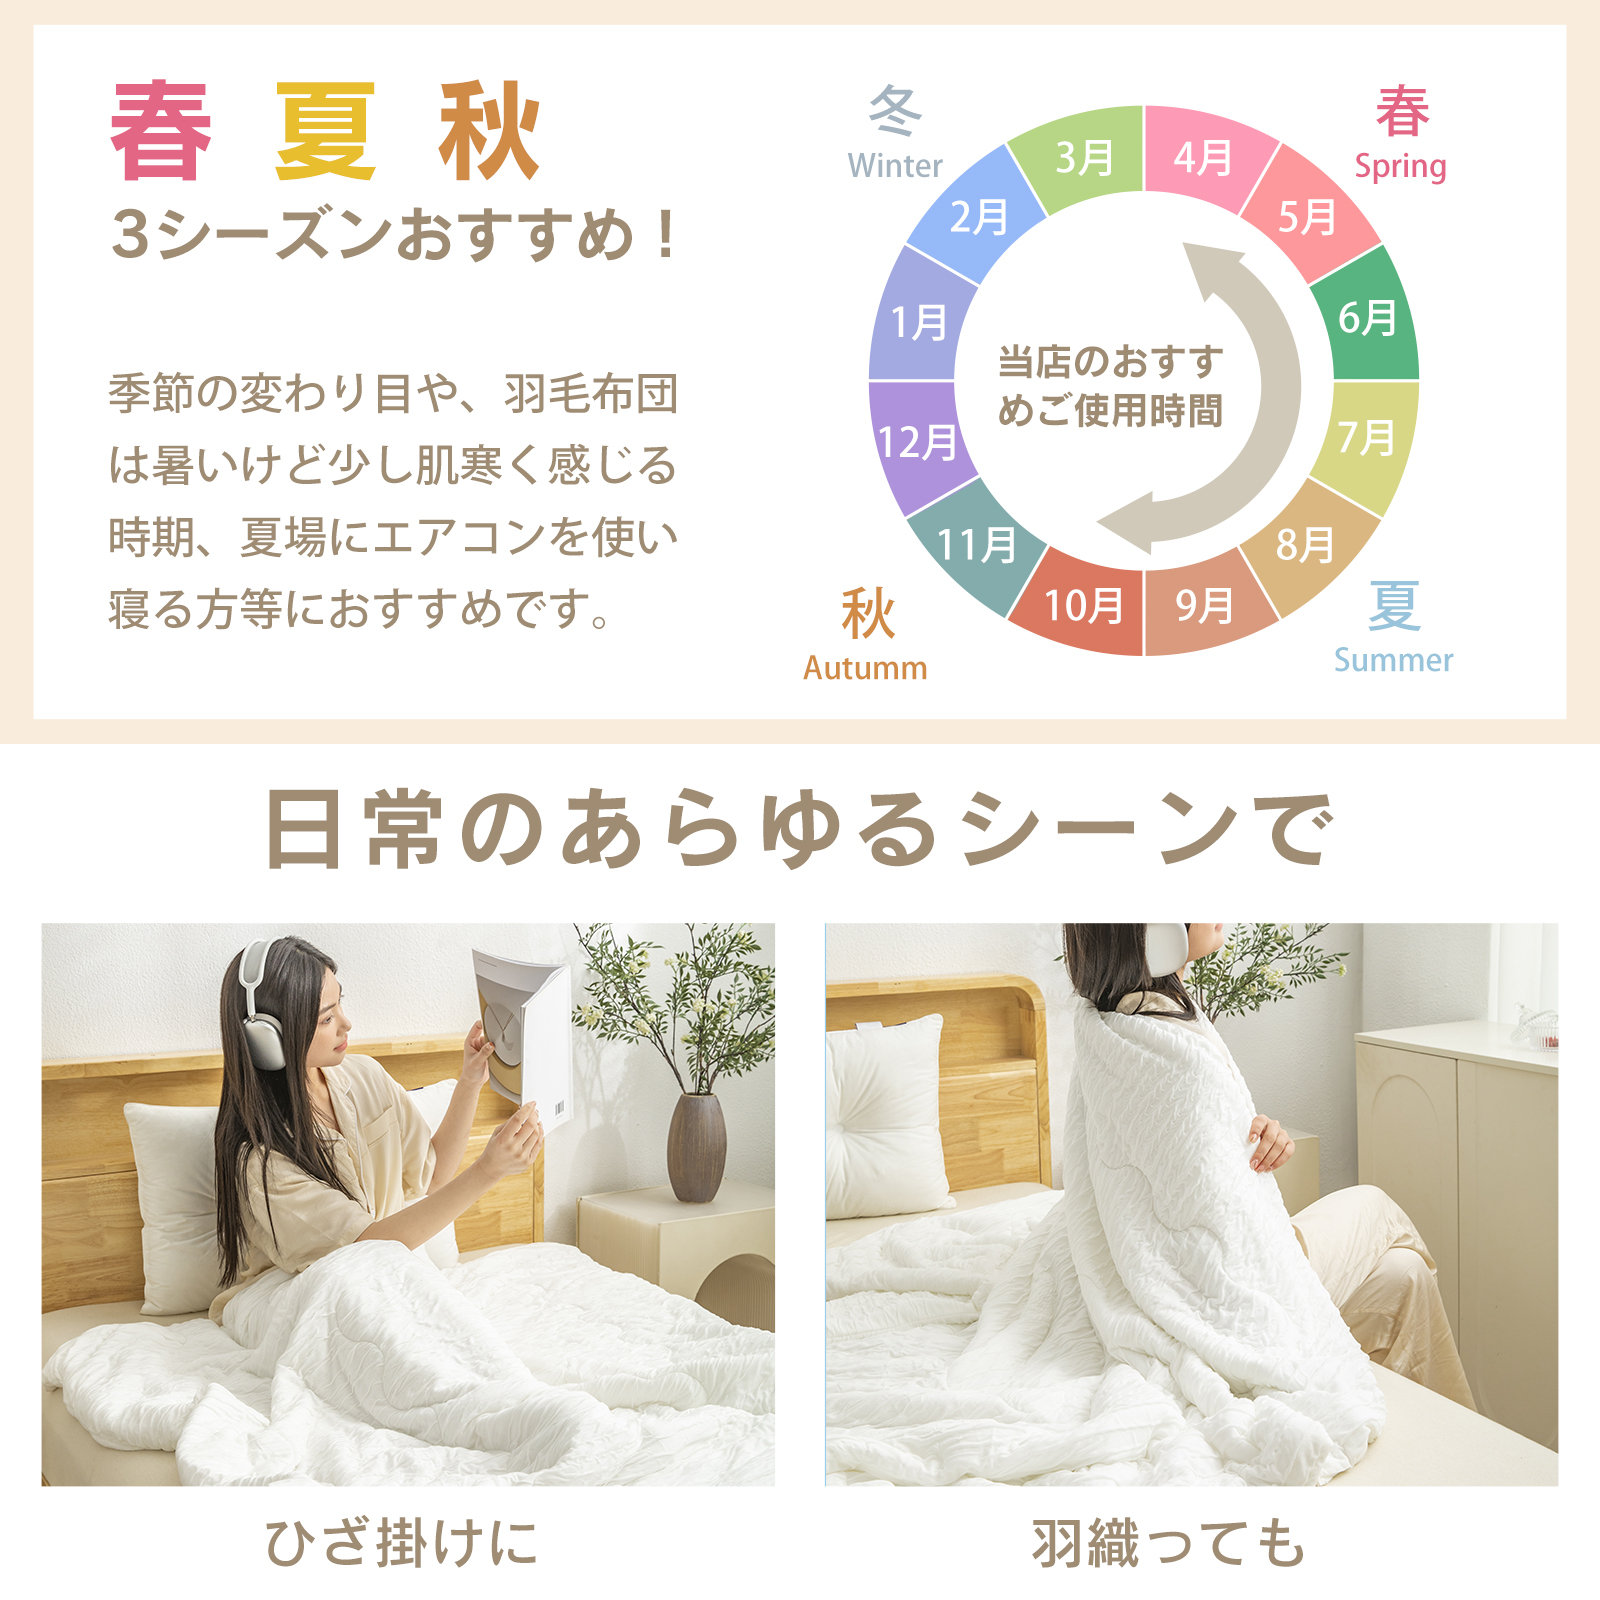 春 夏 秋
3シーズンおすすめ！
季節の変わり目や、羽毛布団
は暑いけど少し肌寒く感じる
時期、夏場にエアコンを使い
寝る方等におすすめです。
冬
Winter
春
Spring
3月
4月
2月
5月
1月
6月
当店のおすす
めご使用時間
12月
7月
11月
8月
10月
9月
秋
Autumm
夏
Summer
日常のあらゆるシーンで
ひざ掛けに
羽織っても